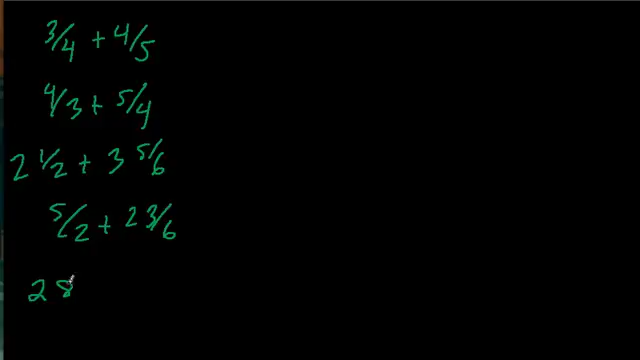 3/4 + 4/5
4/3 + 5/4
2 1/2 + 3 5/6
5/2 + 2 3/6
2 8